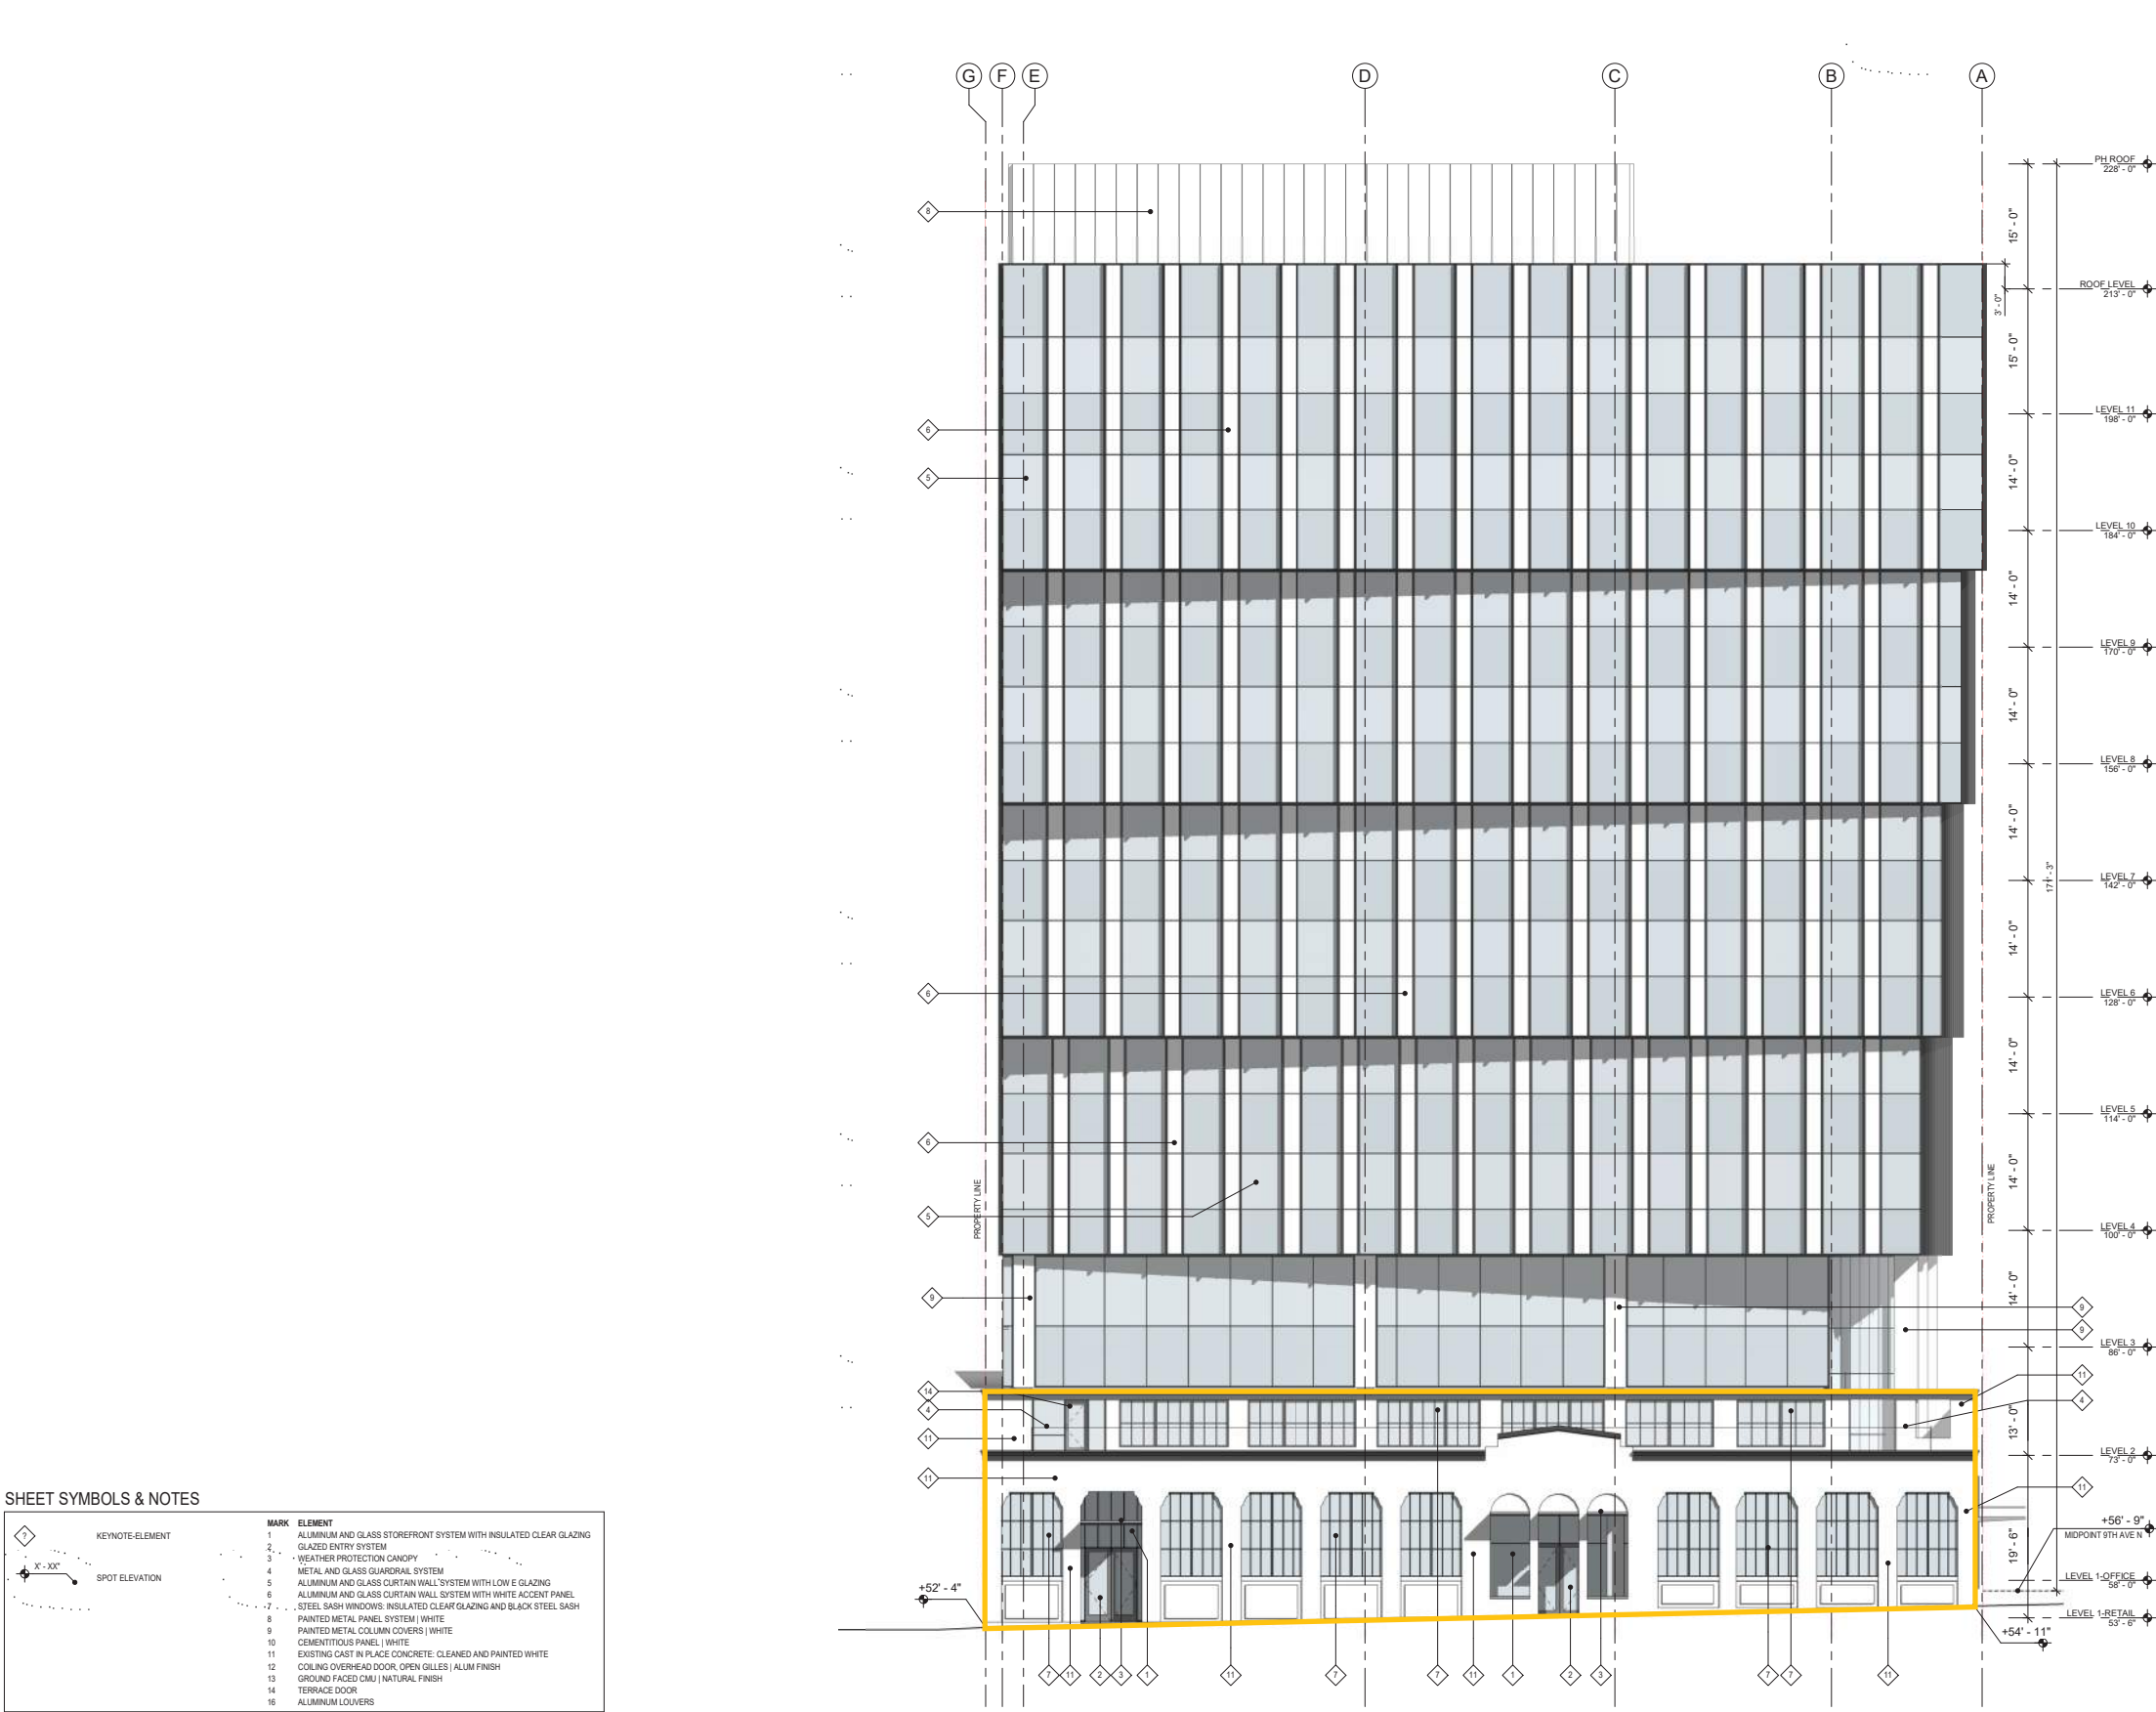 G F E D C B A
PH ROOF
228' - 0"
15' - 0"
8
ROOF LEVEL
213' - 0"
3' - 0"
15' - 0"
LEVEL 11
198' - 0"
6
14' - 0"
5
LEVEL 10
184' - 0"
14' - 0"
LEVEL 9
170' - 0"
14' - 0"
LEVEL 8
156' - 0"
14' - 0"
171' - 3"
LEVEL 7
142' - 0"
14' - 0"
6
LEVEL 6
128' - 0"
14' - 0"
LEVEL 5
114' - 0"
6
14' - 0"
PROPERTY LINE
PROPERTY LINE
5
LEVEL 4
100' - 0"
14' - 0"
9
9
9
LEVEL 3
86' - 0"
14
11
4
4
13' - 0"
11
LEVEL 2
73' - 0"
11
11
+56' - 9"
MIDPOINT 9TH AVE N
19' - 6"
LEVEL 1-OFFICE
58' - 0"
+52' - 4"
LEVEL 1-RETAIL
53' - 6"
+54' - 11"
7 11 2 3 1 11 7 7 11 1 2 3 7 7 11
SHEET SYMBOLS & NOTES
? KEYNOTE-ELEMENT
X' - XX" SPOT ELEVATION
MARK ELEMENT
1 ALUMINUM AND GLASS STOREFRONT SYSTEM WITH INSULATED CLEAR GLAZING
2 GLAZED ENTRY SYSTEM
3 WEATHER PROTECTION CANOPY
4 METAL AND GLASS GUARDRAIL SYSTEM
5 ALUMINUM AND GLASS CURTAIN WALL SYSTEM WITH LOW E GLAZING
6 ALUMINUM AND GLASS CURTAIN WALL SYSTEM WITH WHITE ACCENT PANEL
7 STEEL SASH WINDOWS: INSULATED CLEAR GLAZING AND BLACK STEEL SASH
8 PAINTED METAL PANEL SYSTEM | WHITE
9 PAINTED METAL COLUMN COVERS | WHITE
10 CEMENTITIOUS PANEL | WHITE
11 EXISTING CAST IN PLACE CONCRETE: CLEANED AND PAINTED WHITE
12 COILING OVERHEAD DOOR, OPEN GILLES | ALUM FINISH
13 GROUND FACED CMU | NATURAL FINISH
14 TERRACE DOOR
16 ALUMINUM LOUVERS